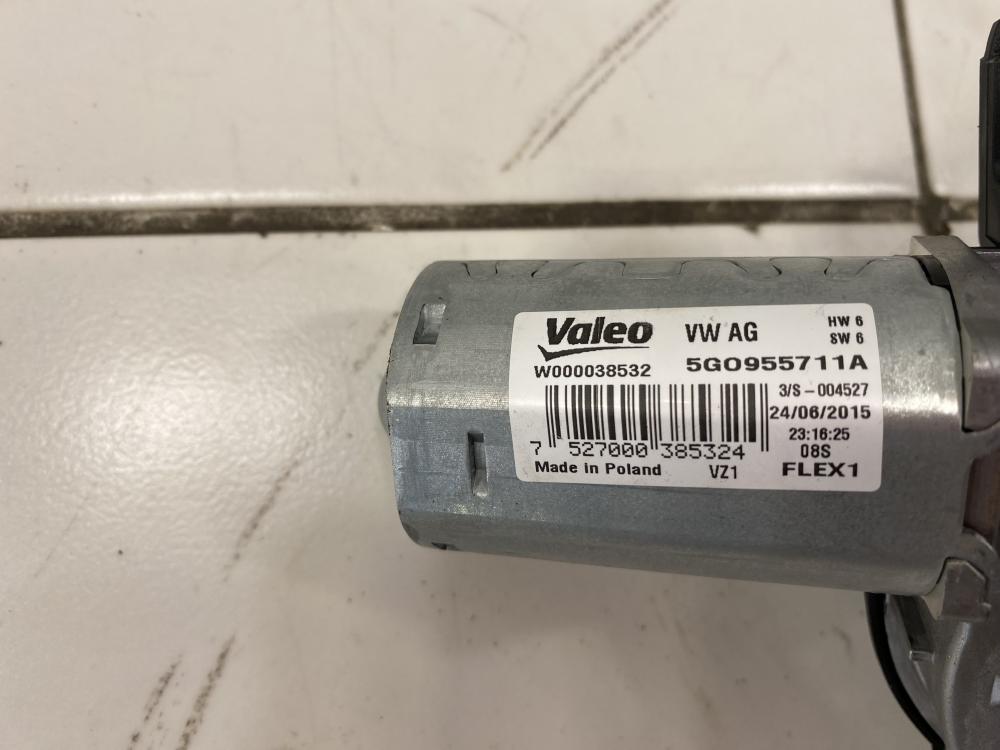 Valeo VW AG HW 6
SW 6
W000038532 5G0955711A
3/S-004527
24/06/2015
23:16:25
7 527000 385324 08S
Made in Poland VZ1 FLEX1